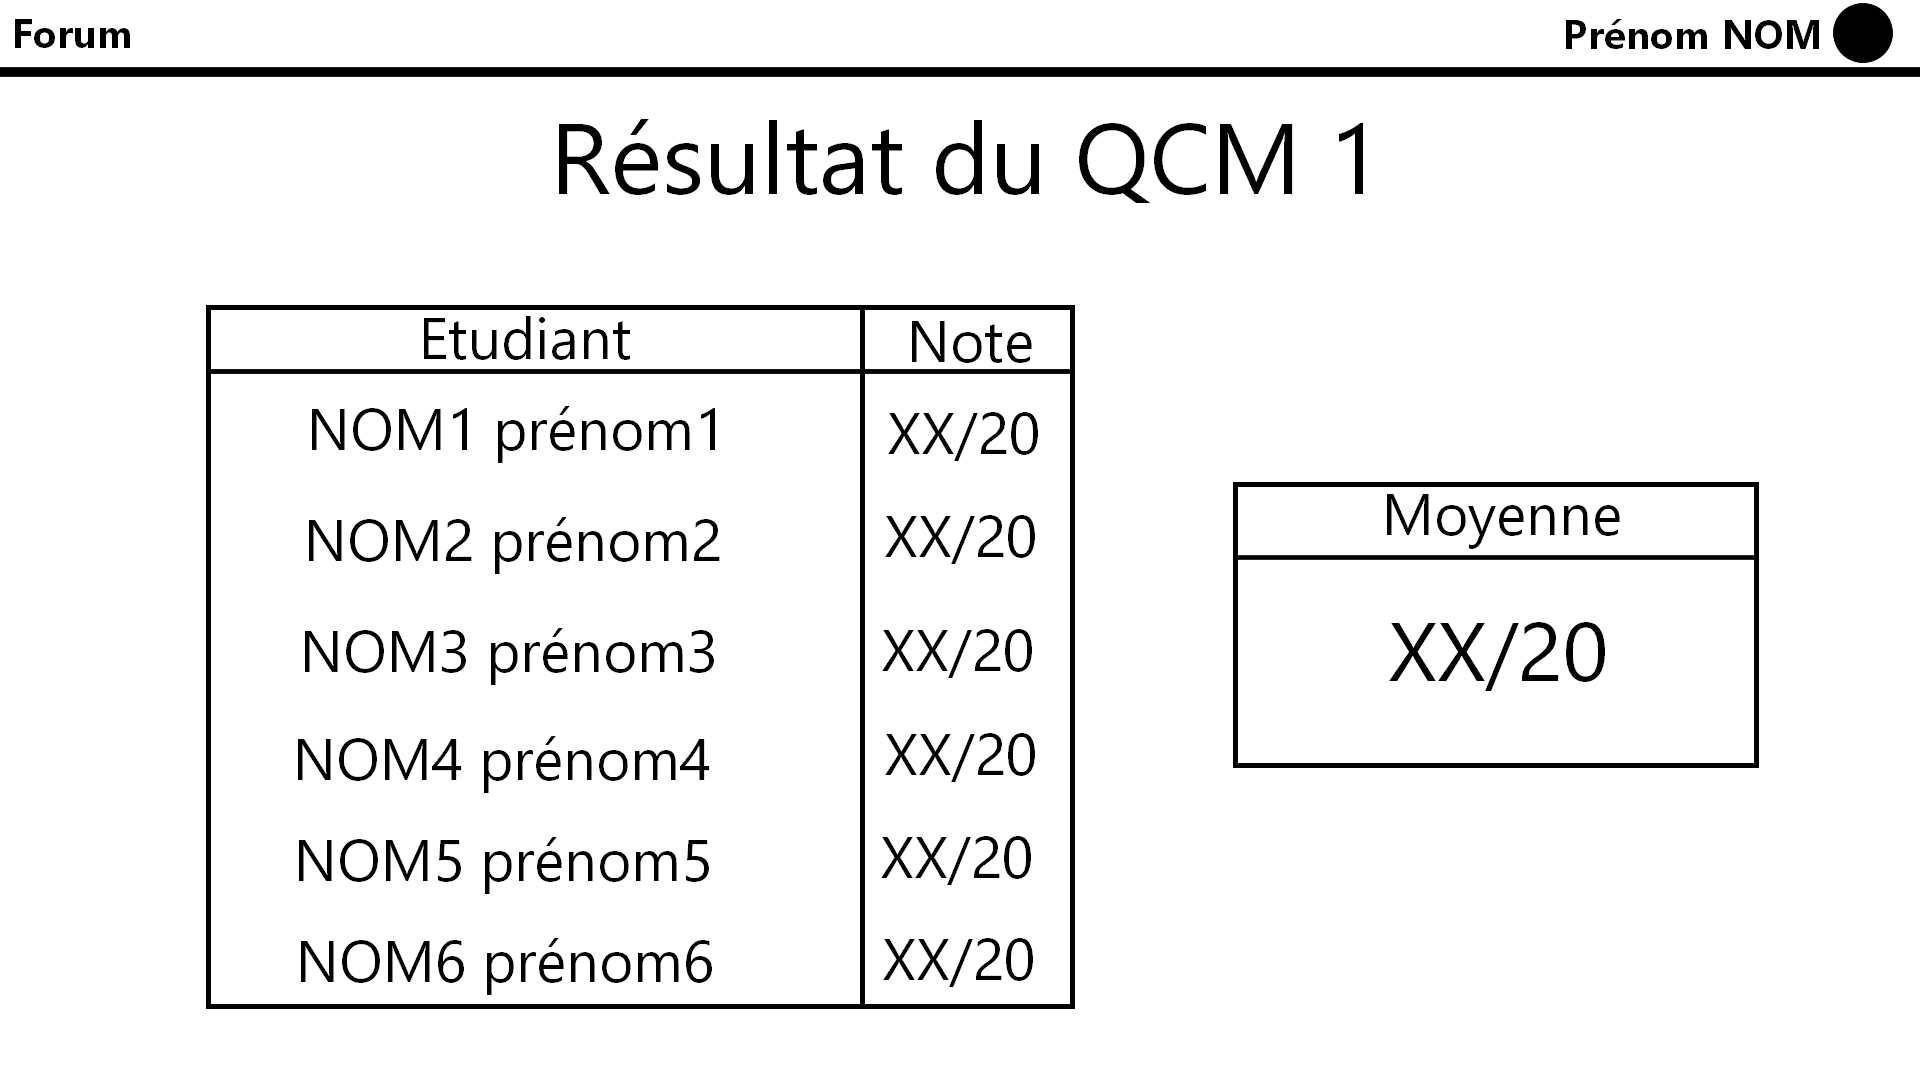 Forum
Prénom NOM
Résultat du QCM 1
Etudiant Note
NOM1 prénom1 XX/20
NOM2 prénom2 XX/20
NOM3 prénom3 XX/20
NOM4 prénom4 XX/20
NOM5 prénom5 XX/20
NOM6 prénom6 XX/20
Moyenne
XX/20